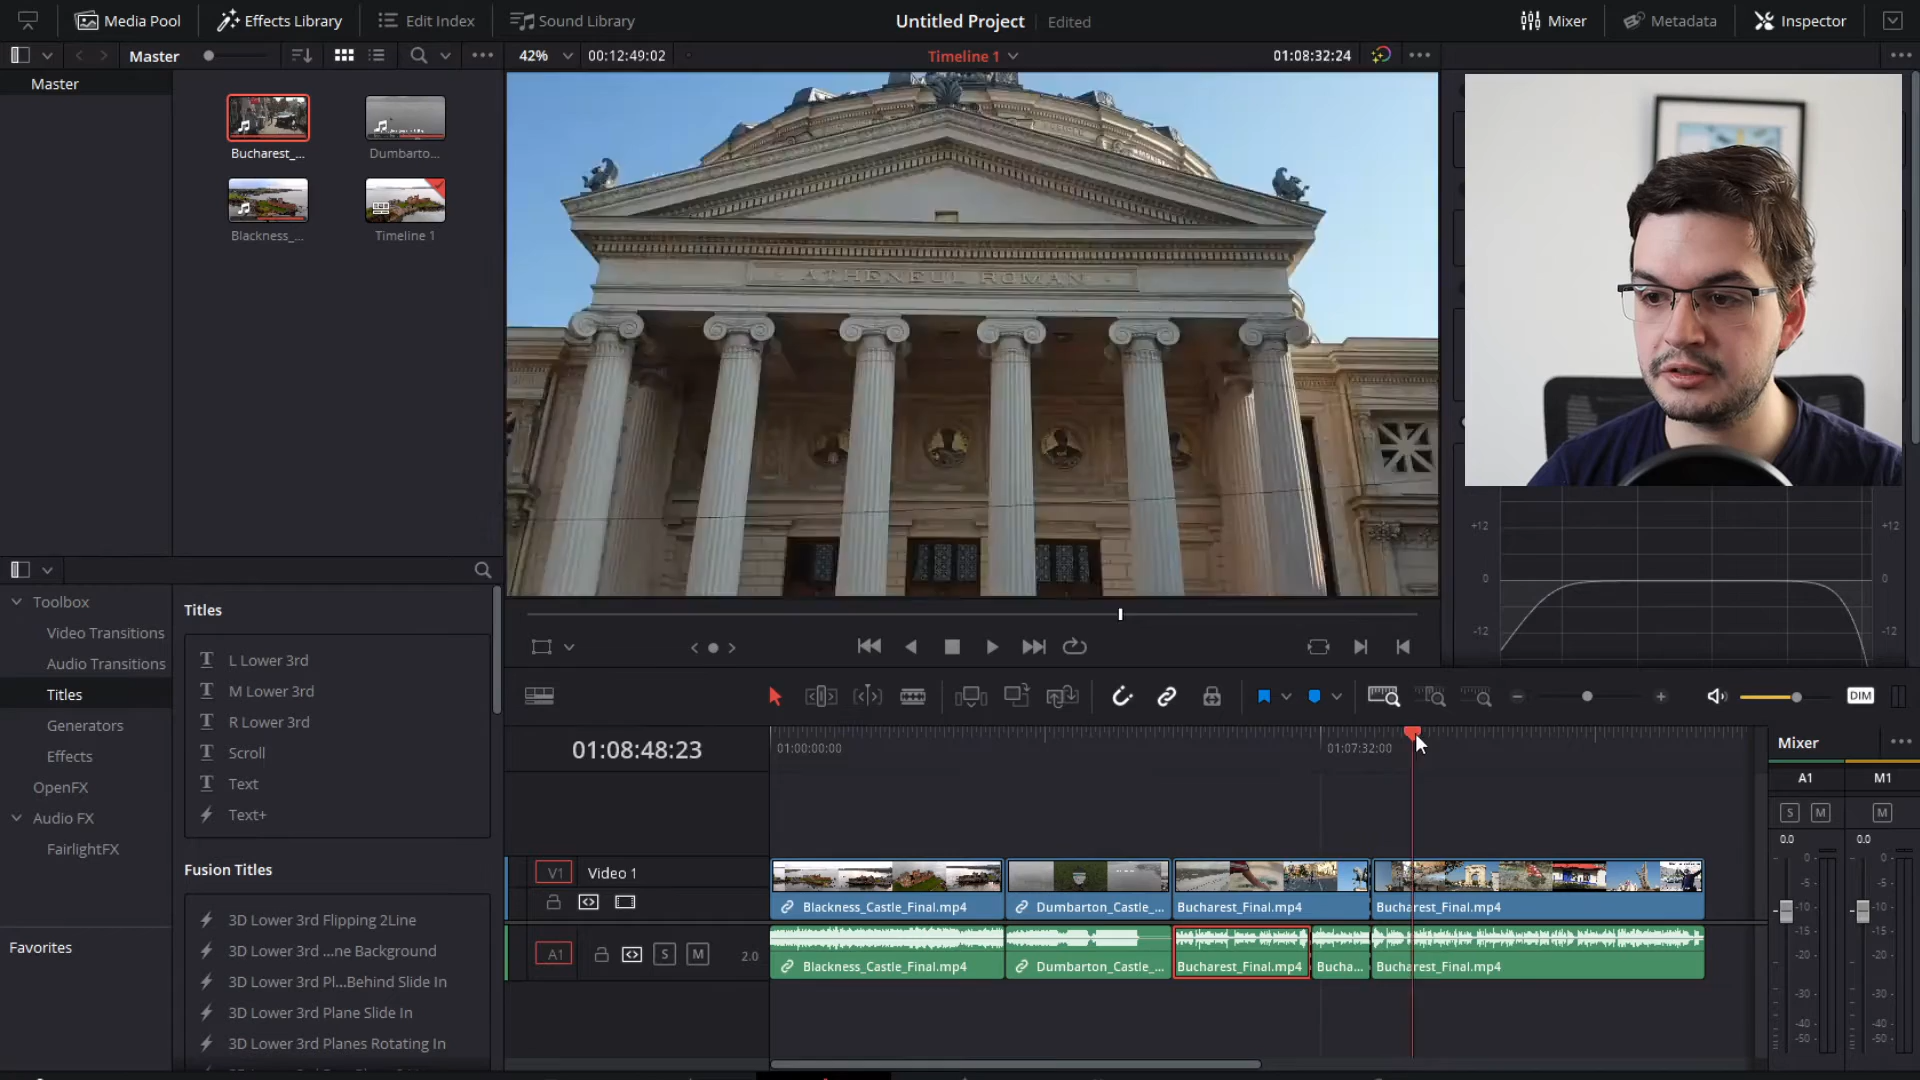 Media Pool
Effects Library
Edit Index
Sound Library
Untitled Project
Edited
Mixer
Metadata
Inspector
Master
42%
00:12:49:02
Timeline 1
01:08:32:24
Master
Bucharest_...
Dumbarto...
Blackness_...
Timeline 1
ATHENEUL ROMAN
+12
+12
0
0
-12
-12
Toolbox
Video Transitions
Audio Transitions
Titles
Generators
Effects
OpenFX
Audio FX
FairlightFX
Favorites
Titles
L Lower 3rd
M Lower 3rd
R Lower 3rd
Scroll
Text
Text+
Fusion Titles
3D Lower 3rd Flipping 2Line
3D Lower 3rd ...ne Background
3D Lower 3rd Pl...Behind Slide In
3D Lower 3rd Plane Slide In
3D Lower 3rd Planes Rotating In
DIM
01:08:48:23
01:00:00:00
01:07:32:00
V1
Video 1
Blackness_Castle_Final.mp4
Dumbarton_Castle_...
Bucharest_Final.mp4
Bucharest_Final.mp4
A1
S
M
2.0
Blackness_Castle_Final.mp4
Dumbarton_Castle_...
Bucharest_Final.mp4
Bucha...
Bucharest_Final.mp4
Mixer
A1
M1
S
M
M
0.0
0.0
0
0
-5
-5
-10
-10
-15
-15
-20
-20
-30
-30
-40
-40
-50
-50